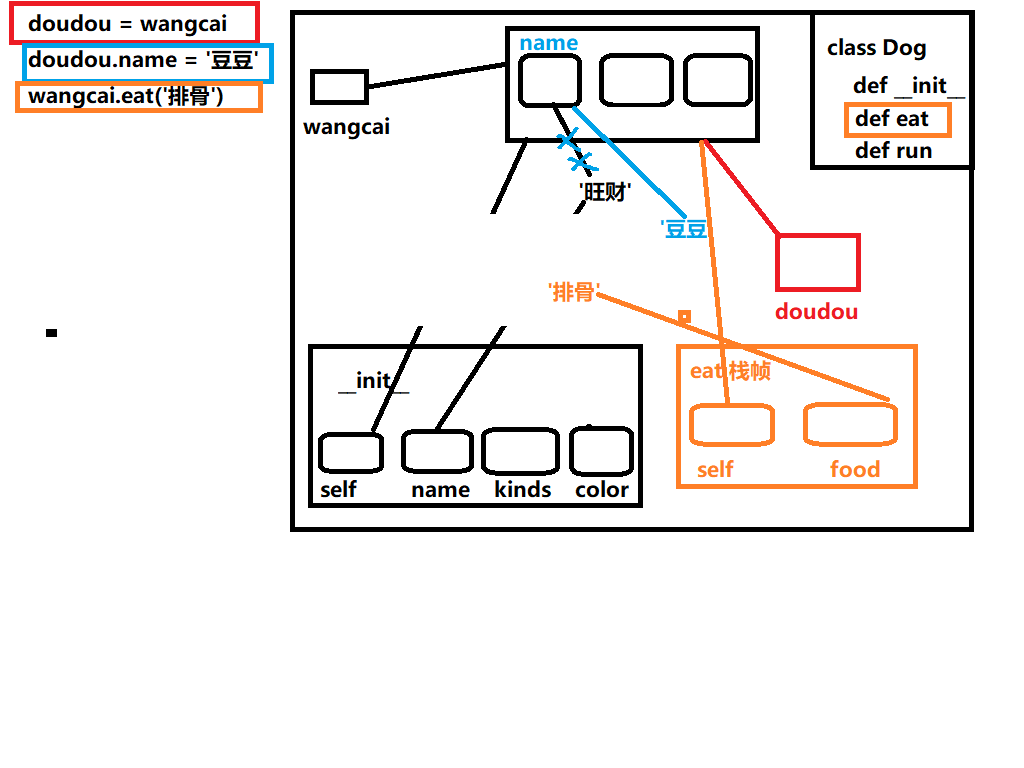 doudou = wangcai
doudou.name = '豆豆'
wangcai.eat('排骨')
wangcai
name
'旺财'
'豆豆
class Dog
def __init__
def eat
def run
doudou
'排骨'
__init__
self
name
kinds
color
eat 栈帧
self
food